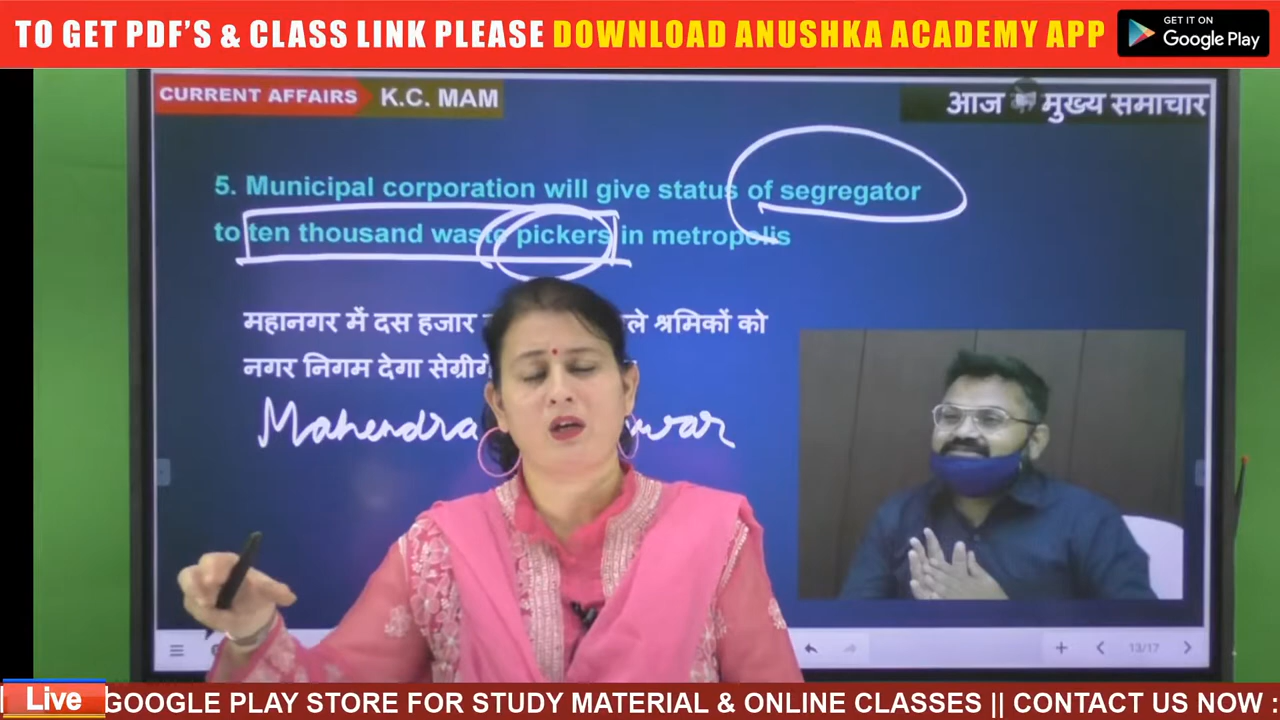 TO GET PDF'S & CLASS LINK PLEASE DOWNLOAD ANUSHKA ACADEMY APP
GET IT ON
Google Play
CURRENT AFFAIRS K.C. MAM
आज मुख्य समाचार
5. Municipal corporation will give status of segregator
to ten thousand waste pickers in metropolis
महानगर में दस हजार ले श्रमिकों को
नगर निगम देगा सेग्रीगे
Mahendra war
13/17
Live GOOGLE PLAY STORE FOR STUDY MATERIAL & ONLINE CLASSES || CONTACT US NOW :